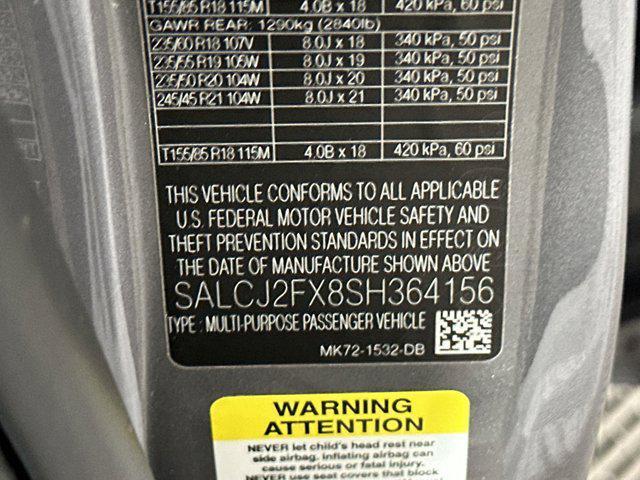 T155/85 R18 115M 4.0B x 18 420 kPa, 60 psi
GAWR REAR: 1290kg (2840lb)
235/60 R18 107V 8.0J x 18 340 kPa, 50 psi
235/55 R19 105W 8.0J x 19 340 kPa, 50 psi
235/50 R20 104W 8.0J x 20 340 kPa, 50 psi
245/45 R21 104W 8.0J x 21 340 kPa, 50 psi
T155/85 R18 115M 4.0B x 18 420 kPa, 60 psi
THIS VEHICLE CONFORMS TO ALL APPLICABLE
U.S. FEDERAL MOTOR VEHICLE SAFETY AND
THEFT PREVENTION STANDARDS IN EFFECT ON
THE DATE OF MANUFACTURE SHOWN ABOVE
SALCJ2FX8SH364156
TYPE : MULTI-PURPOSE PASSENGER VEHICLE
MK72-1532-DB
WARNING
ATTENTION
NEVER let child's head rest near
side airbag. Inflating airbag can
cause serious or fatal injury.
NEVER use seat covers that block